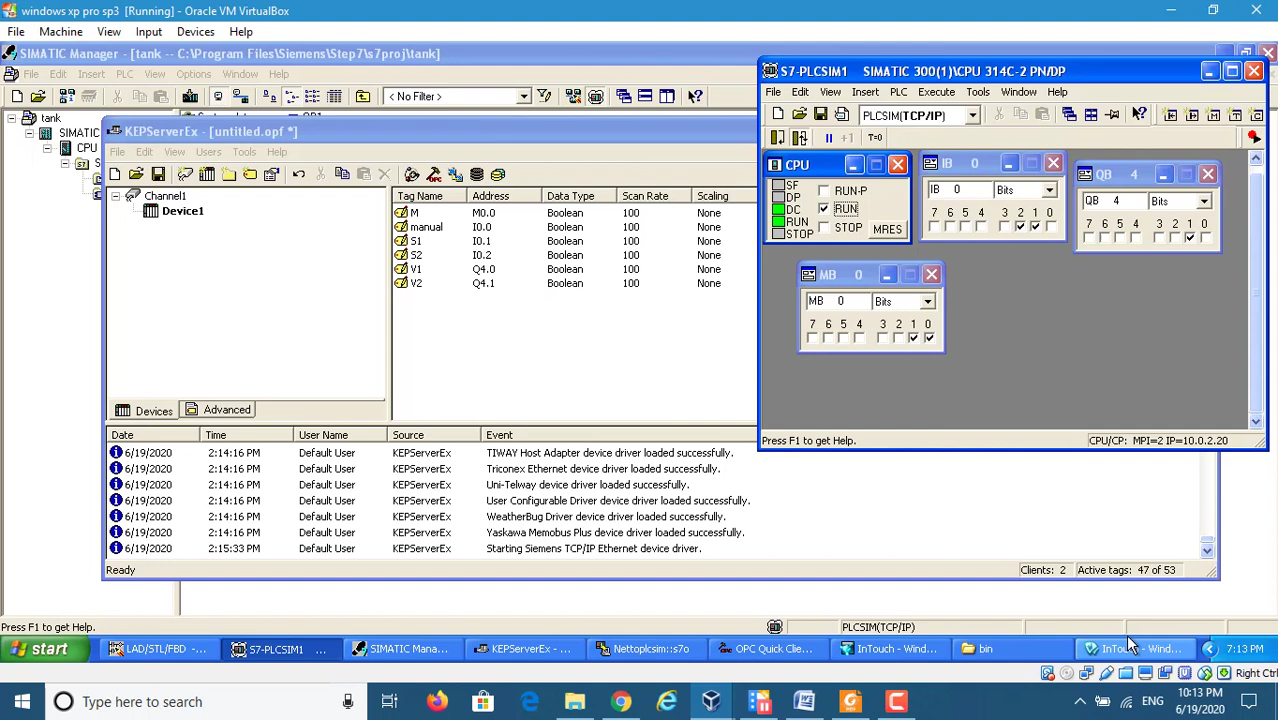 windows xp pro sp3 [Running] - Oracle VM VirtualBox
File Machine View Input Devices Help
SIMATIC Manager - [tank -- C:\Program Files\Siemens\Step7\s7proj\tank]
File Edit Insert PLC View Options Window Help
< No Filter >
tank
SIMATIC
CPU
S
KEPServerEx - [untitled.opf *]
File Edit View Users Tools Help
Channel1
Device1
Devices Advanced
Tag Name Address Data Type Scan Rate Scaling
M M0.0 Boolean 100 None
manual I0.0 Boolean 100 None
S1 I0.1 Boolean 100 None
S2 I0.2 Boolean 100 None
V1 Q4.0 Boolean 100 None
V2 Q4.1 Boolean 100 None
Date Time User Name Source Event
6/19/2020 2:14:16 PM Default User KEPServerEx TIWAY Host Adapter device driver loaded successfully.
6/19/2020 2:14:16 PM Default User KEPServerEx Triconex Ethernet device driver loaded successfully.
6/19/2020 2:14:16 PM Default User KEPServerEx Uni-Telway device driver loaded successfully.
6/19/2020 2:14:16 PM Default User KEPServerEx User Configurable Driver device driver loaded successfully.
6/19/2020 2:14:16 PM Default User KEPServerEx WeatherBug Driver device driver loaded successfully.
6/19/2020 2:14:16 PM Default User KEPServerEx Yaskawa Memobus Plus device driver loaded successfully.
6/19/2020 2:15:33 PM Default User KEPServerEx Starting Siemens TCP/IP Ethernet device driver.
Ready Clients: 2 Active tags: 47 of 53
S7-PLCSIM1 SIMATIC 300(1)\CPU 314C-2 PN/DP
File Edit View Insert PLC Execute Tools Window Help
PLCSIM(TCP/IP)
+1 T=0
CPU
SF
DP
DC
RUN
STOP
RUN-P
RUN
STOP
MRES
IB 0
IB 0 Bits
7 6 5 4 3 2 1 0
QB 4
QB 4 Bits
7 6 5 4 3 2 1 0
MB 0
MB 0 Bits
7 6 5 4 3 2 1 0
Press F1 to get Help. CPU/CP: MPI=2 IP=10.0.2.20
Press F1 to get Help. PLCSIM(TCP/IP)
start LAD/STL/FBD -... S7-PLCSIM1 ... SIMATIC Mana... KEPServerEx - ... Nettoplcsim::s7o OPC Quick Clie... InTouch - Wind... bin InTouch - Wind... 7:13 PM
Right Ctrl
Type here to search
ENG
10:13 PM
6/19/2020